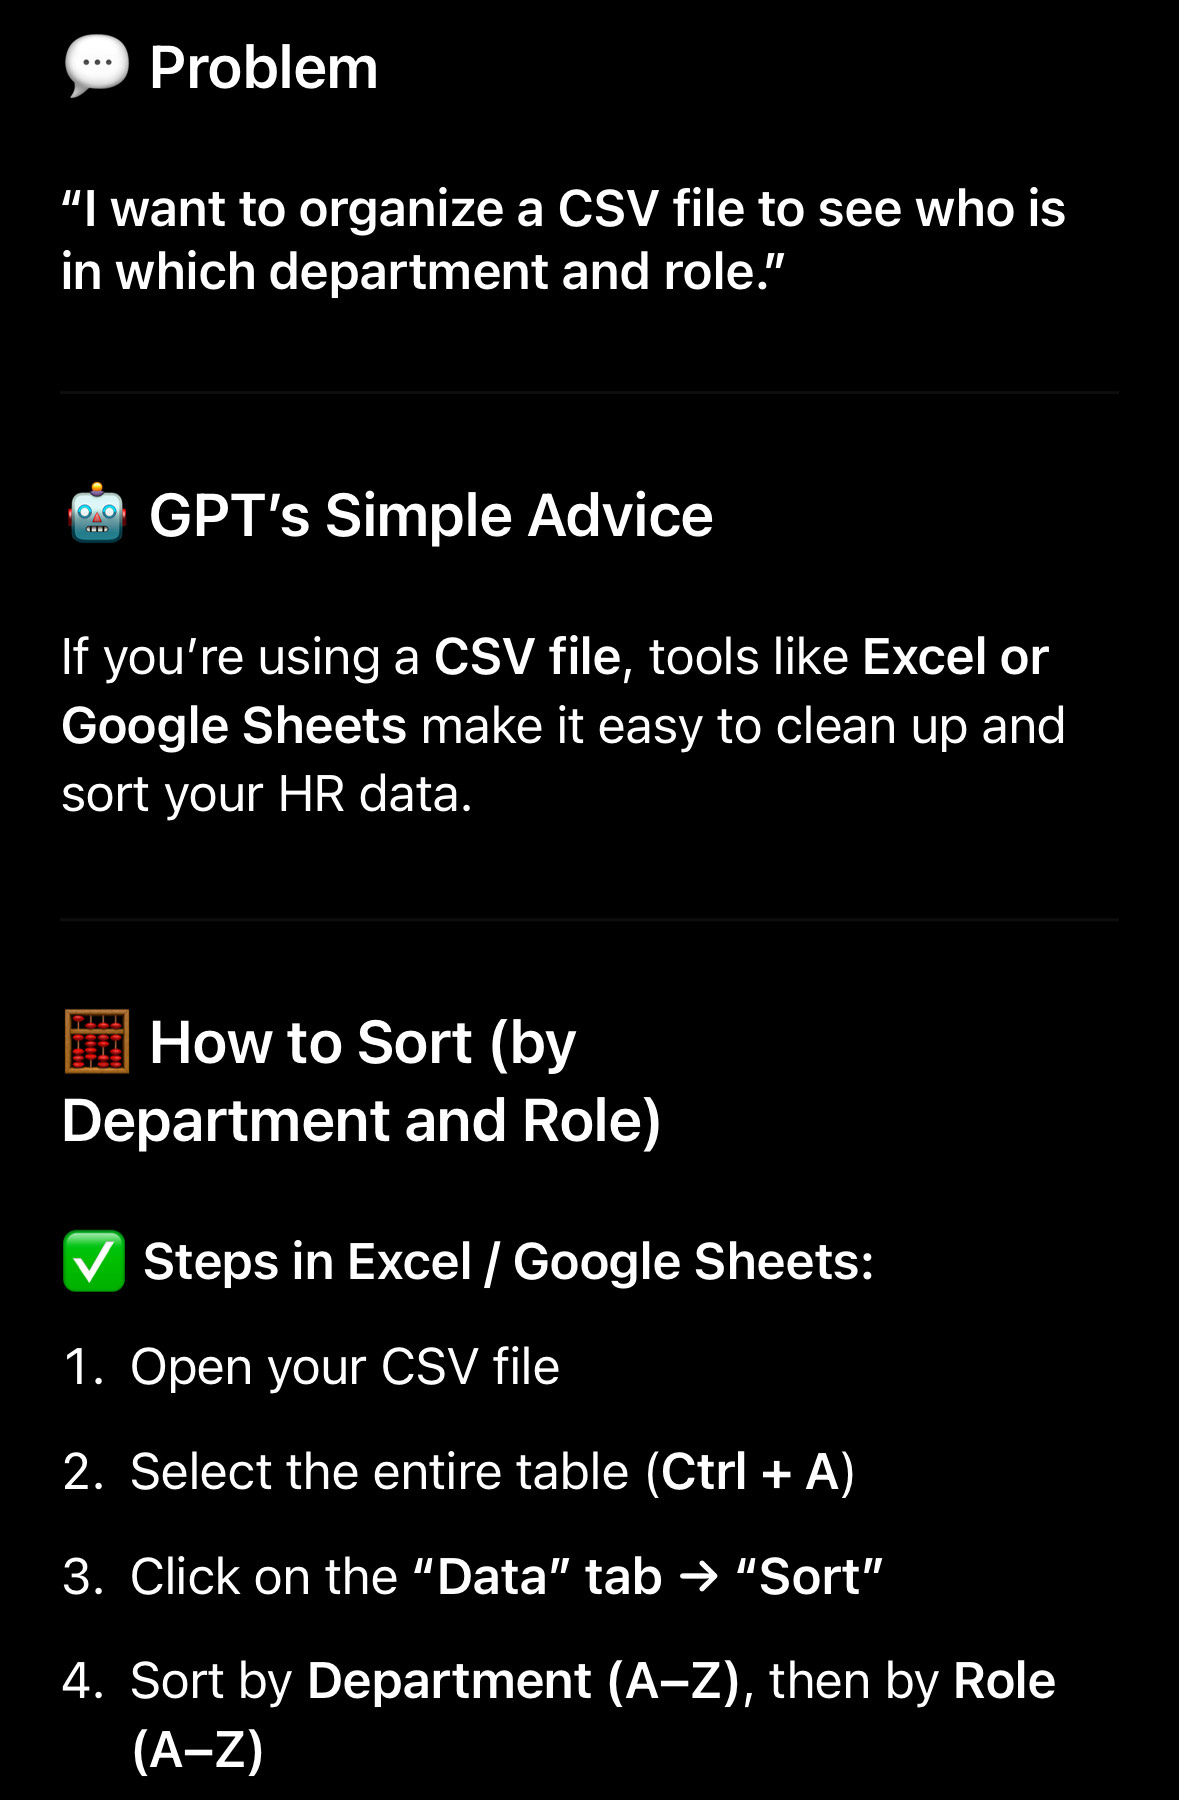 💬 Problem
“I want to organize a CSV file to see who is
in which department and role.”
🤖 GPT’s Simple Advice
If you’re using a CSV file, tools like Excel or
Google Sheets make it easy to clean up and
sort your HR data.
🧮 How to Sort (by
Department and Role)
✅ Steps in Excel / Google Sheets:
1. Open your CSV file
2. Select the entire table (Ctrl + A)
3. Click on the “Data” tab → “Sort”
4. Sort by Department (A–Z), then by Role
(A–Z)